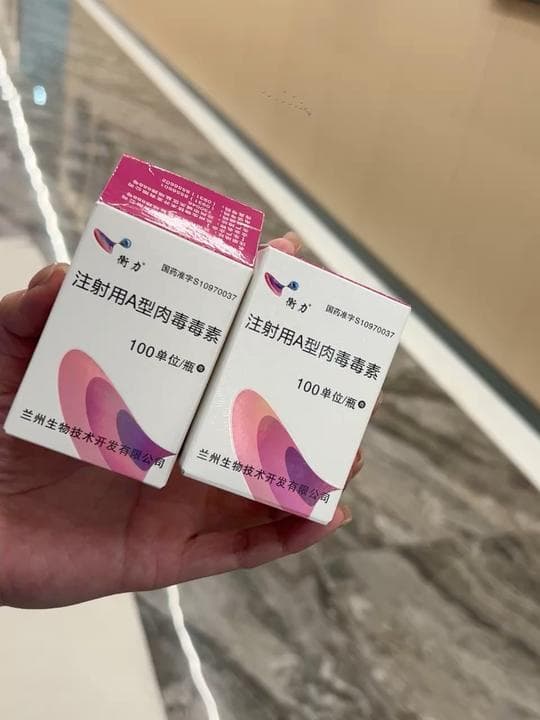 衡力
国药准字S10970037
注射用A型肉毒毒素
100单位/瓶
兰州生物技术开发有限公司
衡力
国药准字S10970037
注射用A型肉毒毒素
100单位/瓶
兰州生物技术开发有限公司